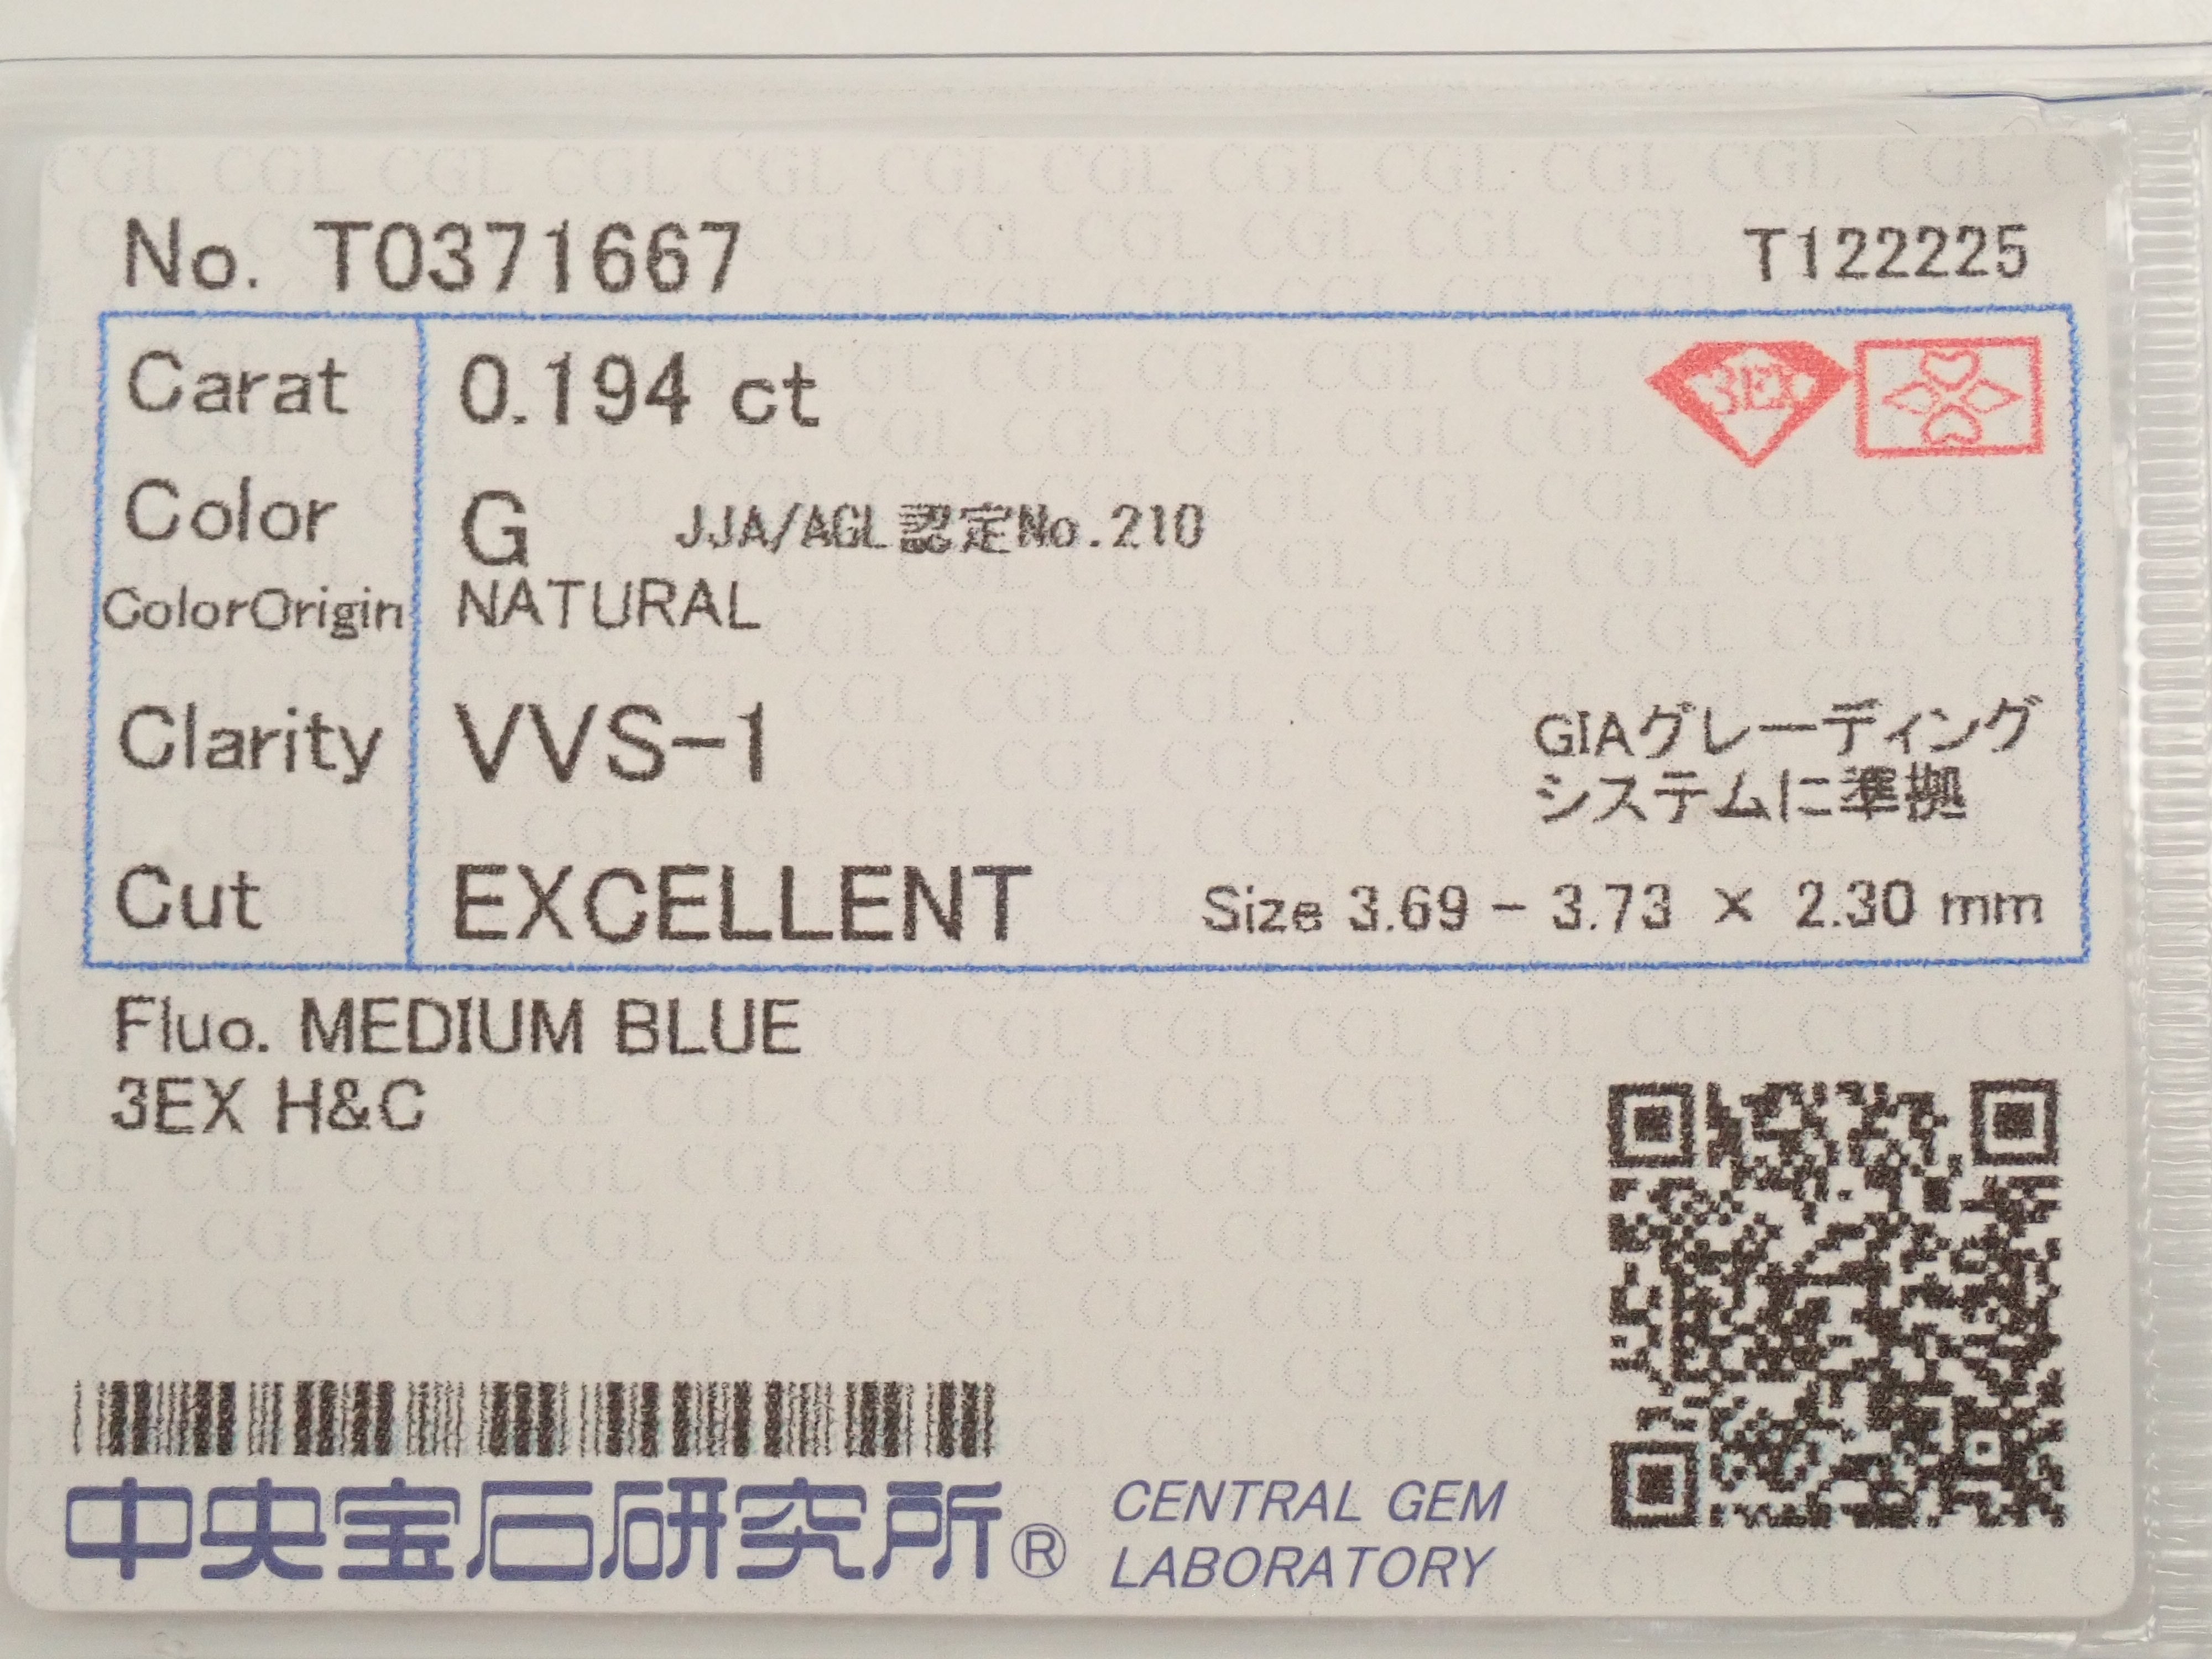 No. T0371667
T122225
Carat 0.194 ct
3EX
Color G JJA/AGL認定No.210
ColorOrigin NATURAL
Clarity VVS-1
GIAグレーディング
システムに準拠
Cut EXCELLENT Size 3.69 - 3.73 × 2.30 mm
Fluo. MEDIUM BLUE
3EX H&C
中央宝石研究所®
CENTRAL GEM
LABORATORY